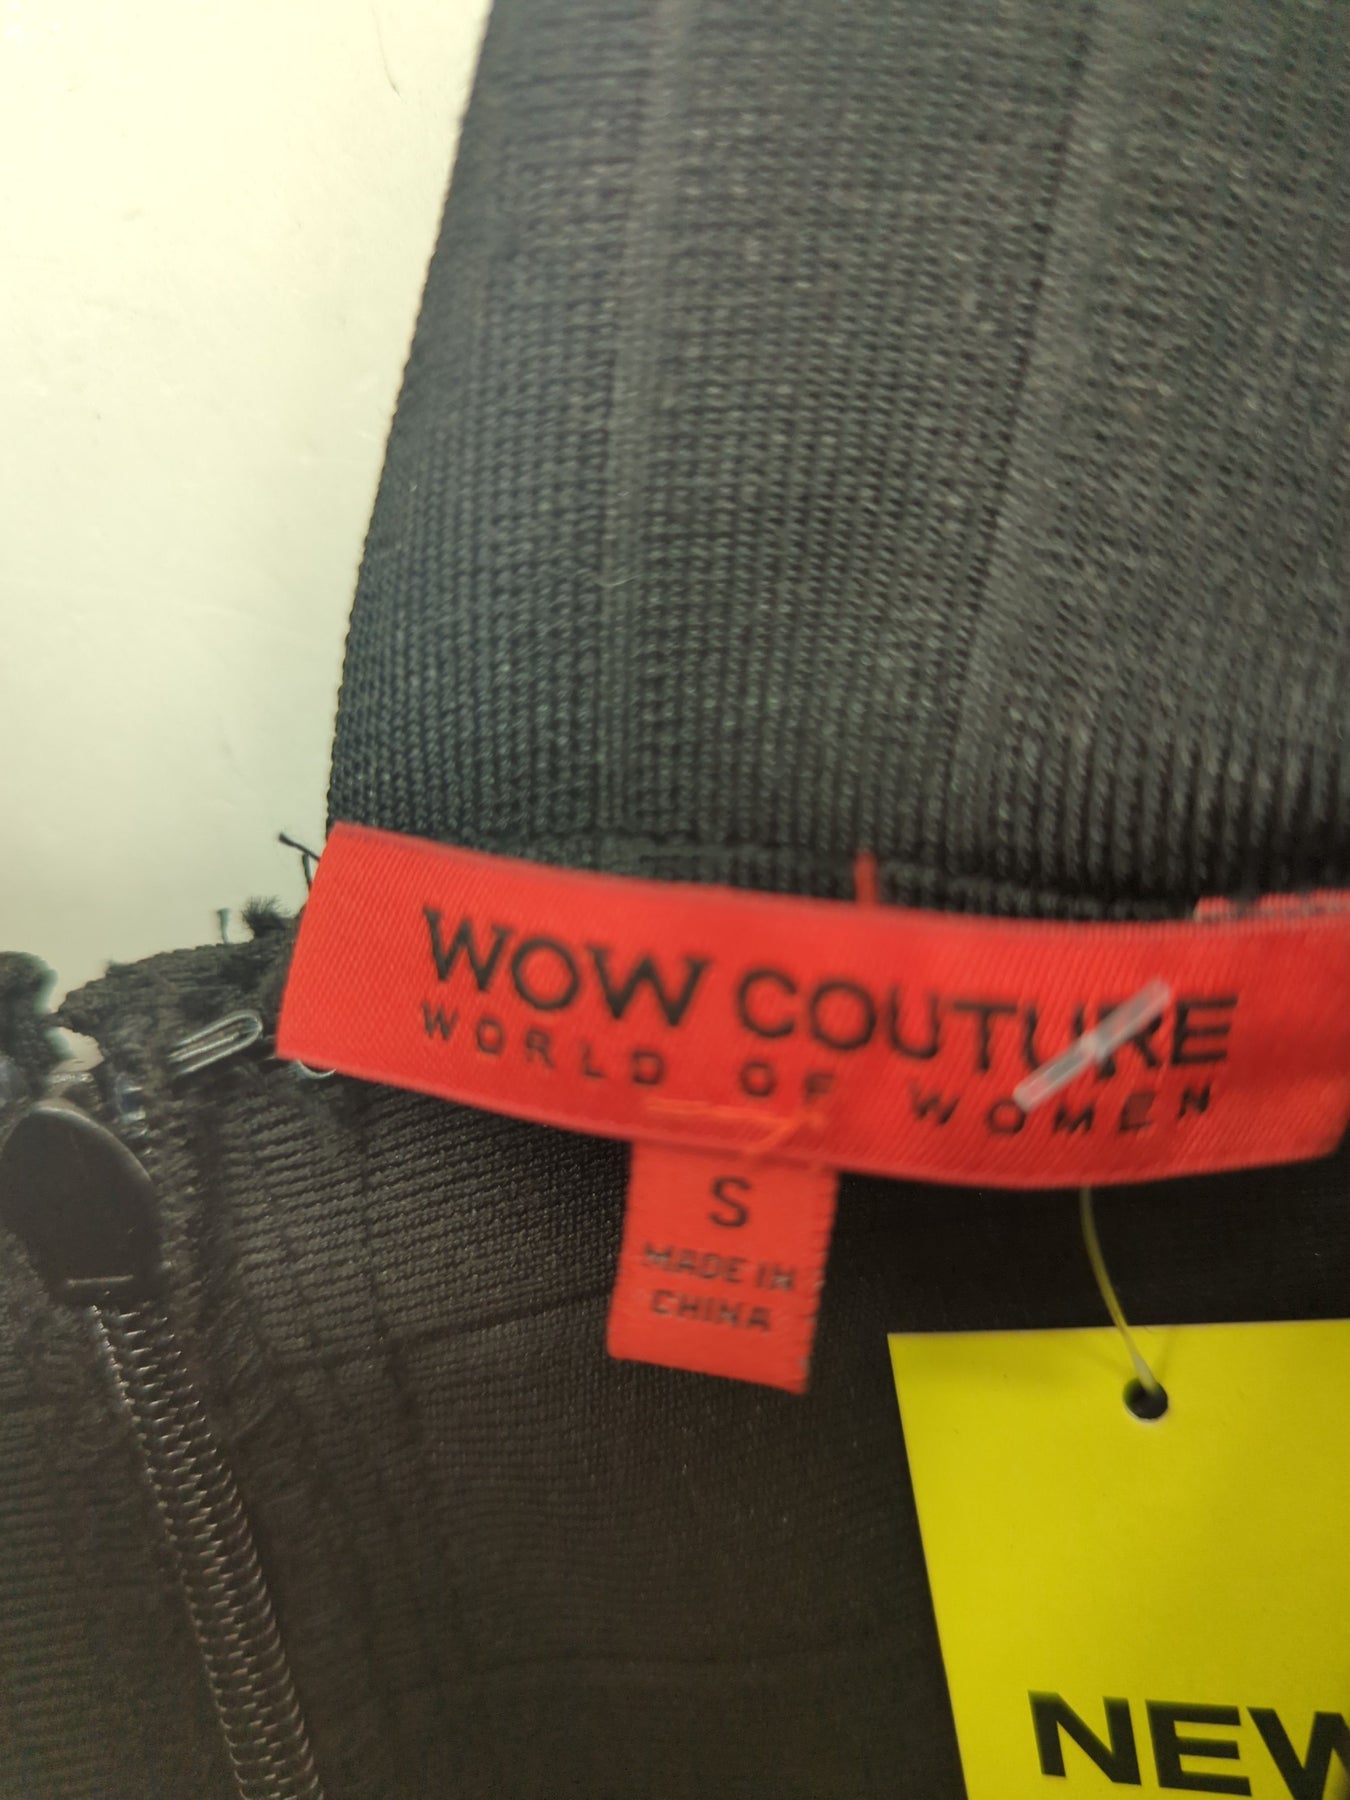 WOW COUTURE
WORLD OF WOMEN
S
MADE IN
CHINA
NEW